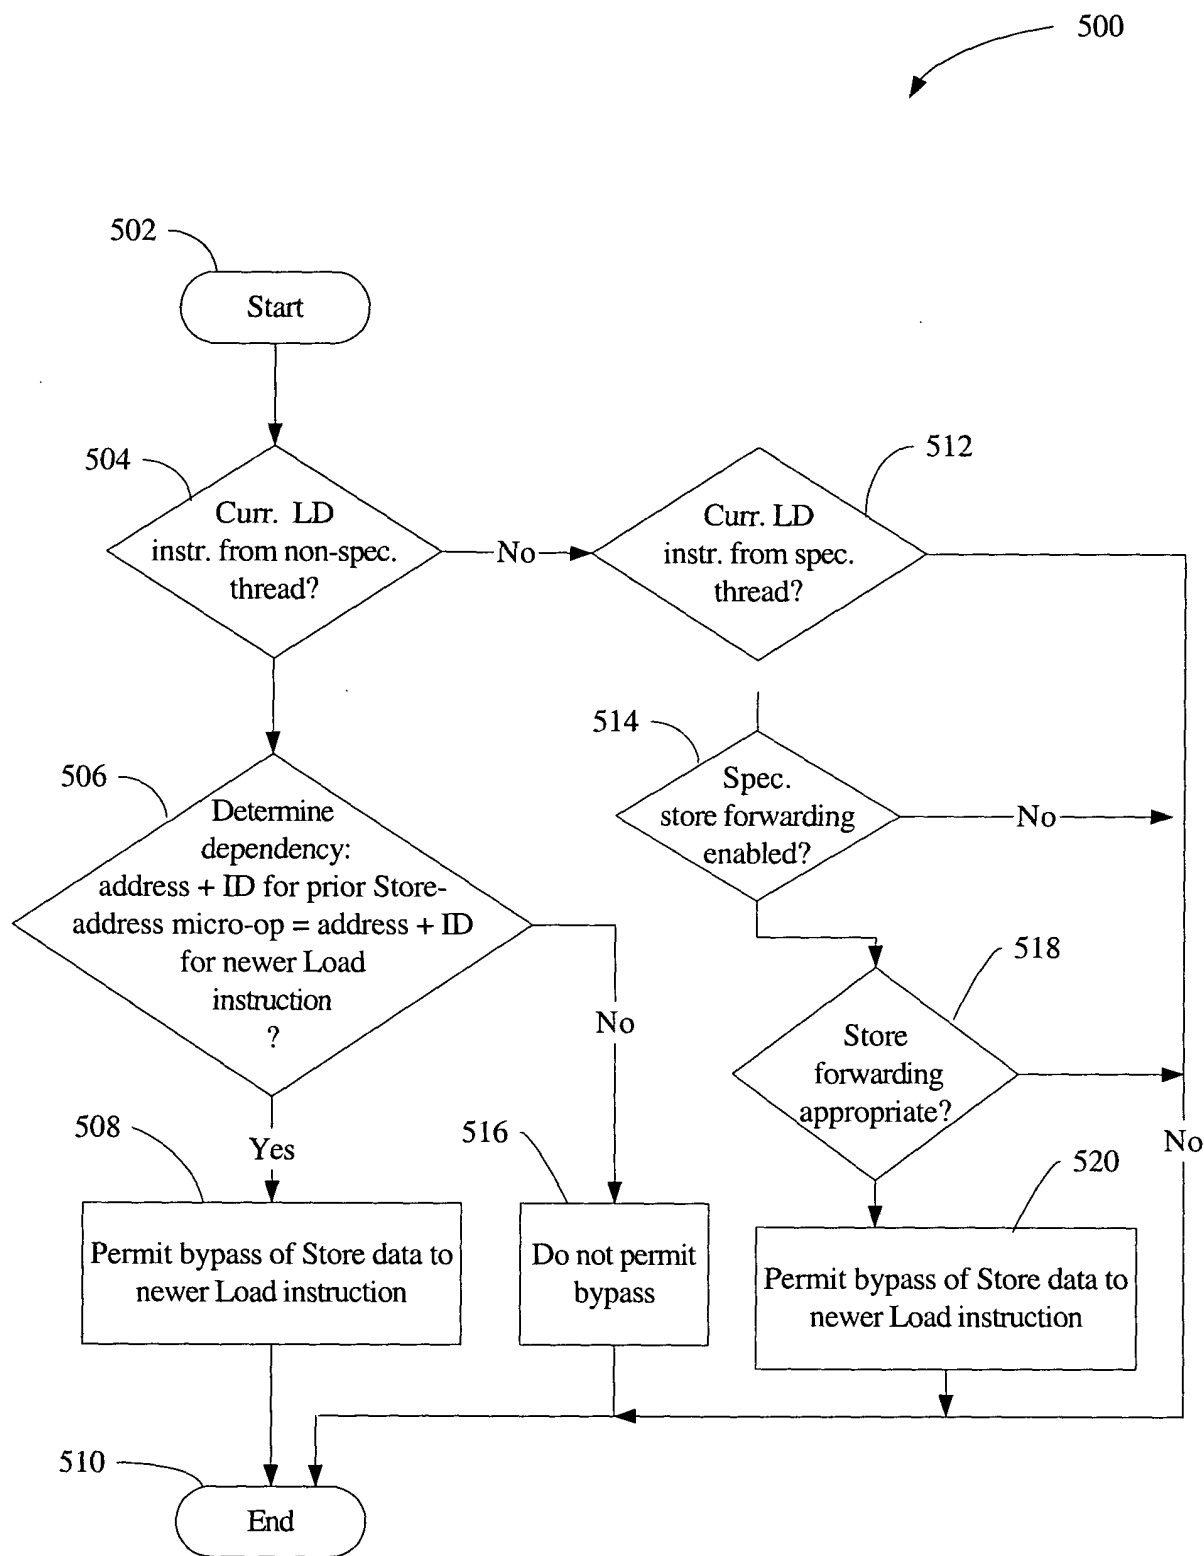 500
502
Start
504
Curr. LD
instr. from non-spec.
thread?
No
512
Curr. LD
instr. from spec.
thread?
506
Determine
dependency:
address + ID for prior Store-
address micro-op = address + ID
for newer Load
instruction
?
514
Spec.
store forwarding
enabled?
No
518
Store
forwarding
appropriate?
No
No
508
Yes
516
520
Permit bypass of Store data to
newer Load instruction
Do not permit
bypass
Permit bypass of Store data to
newer Load instruction
510
End